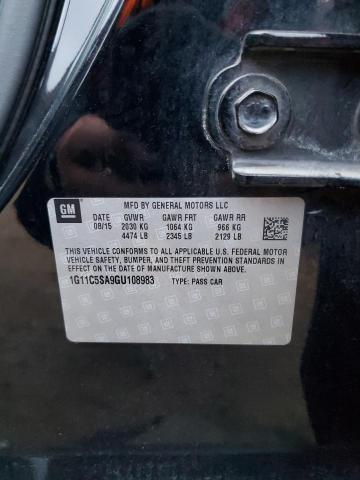 GM
MFD BY GENERAL MOTORS LLC
08/15 GVWR GAWR FRT GAWR RR
2030 KG 1064 KG 966 KG
4474 LB 2345 LB 2129 LB
THIS VEHICLE CONFORMS TO ALL APPLICABLE U.S. FEDERAL MOTOR
VEHICLE SAFETY, BUMPER, AND THEFT PREVENTION STANDARDS IN
EFFECT ON THE DATE OF MANUFACTURE SHOWN ABOVE.
1G11C5SA9GU108983 TYPE: PASS CAR